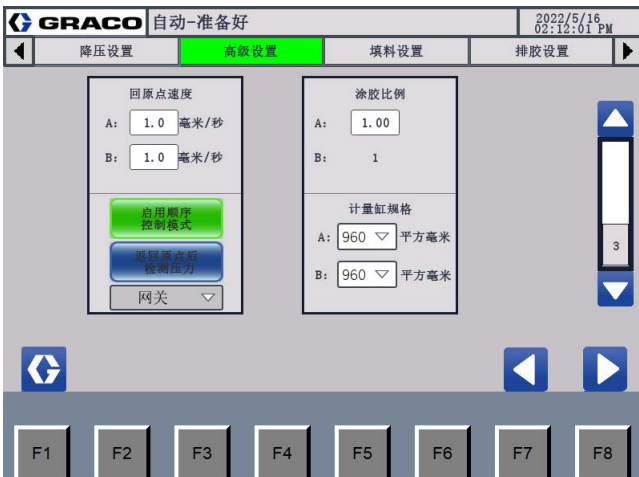 GRACO 自动-准备好 2022/5/16
02:12:01 PM
降压设置 高级设置 填料设置 排胶设置
回原点速度
A: 1.0 毫米/秒
B: 1.0 毫米/秒
启用顺序
控制模式
返回原点后
检测压力
网关
涂胶比例
A: 1.00
B: 1
计量缸规格
A: 960 平方毫米
B: 960 平方毫米
3
F1 F2 F3 F4 F5 F6 F7 F8